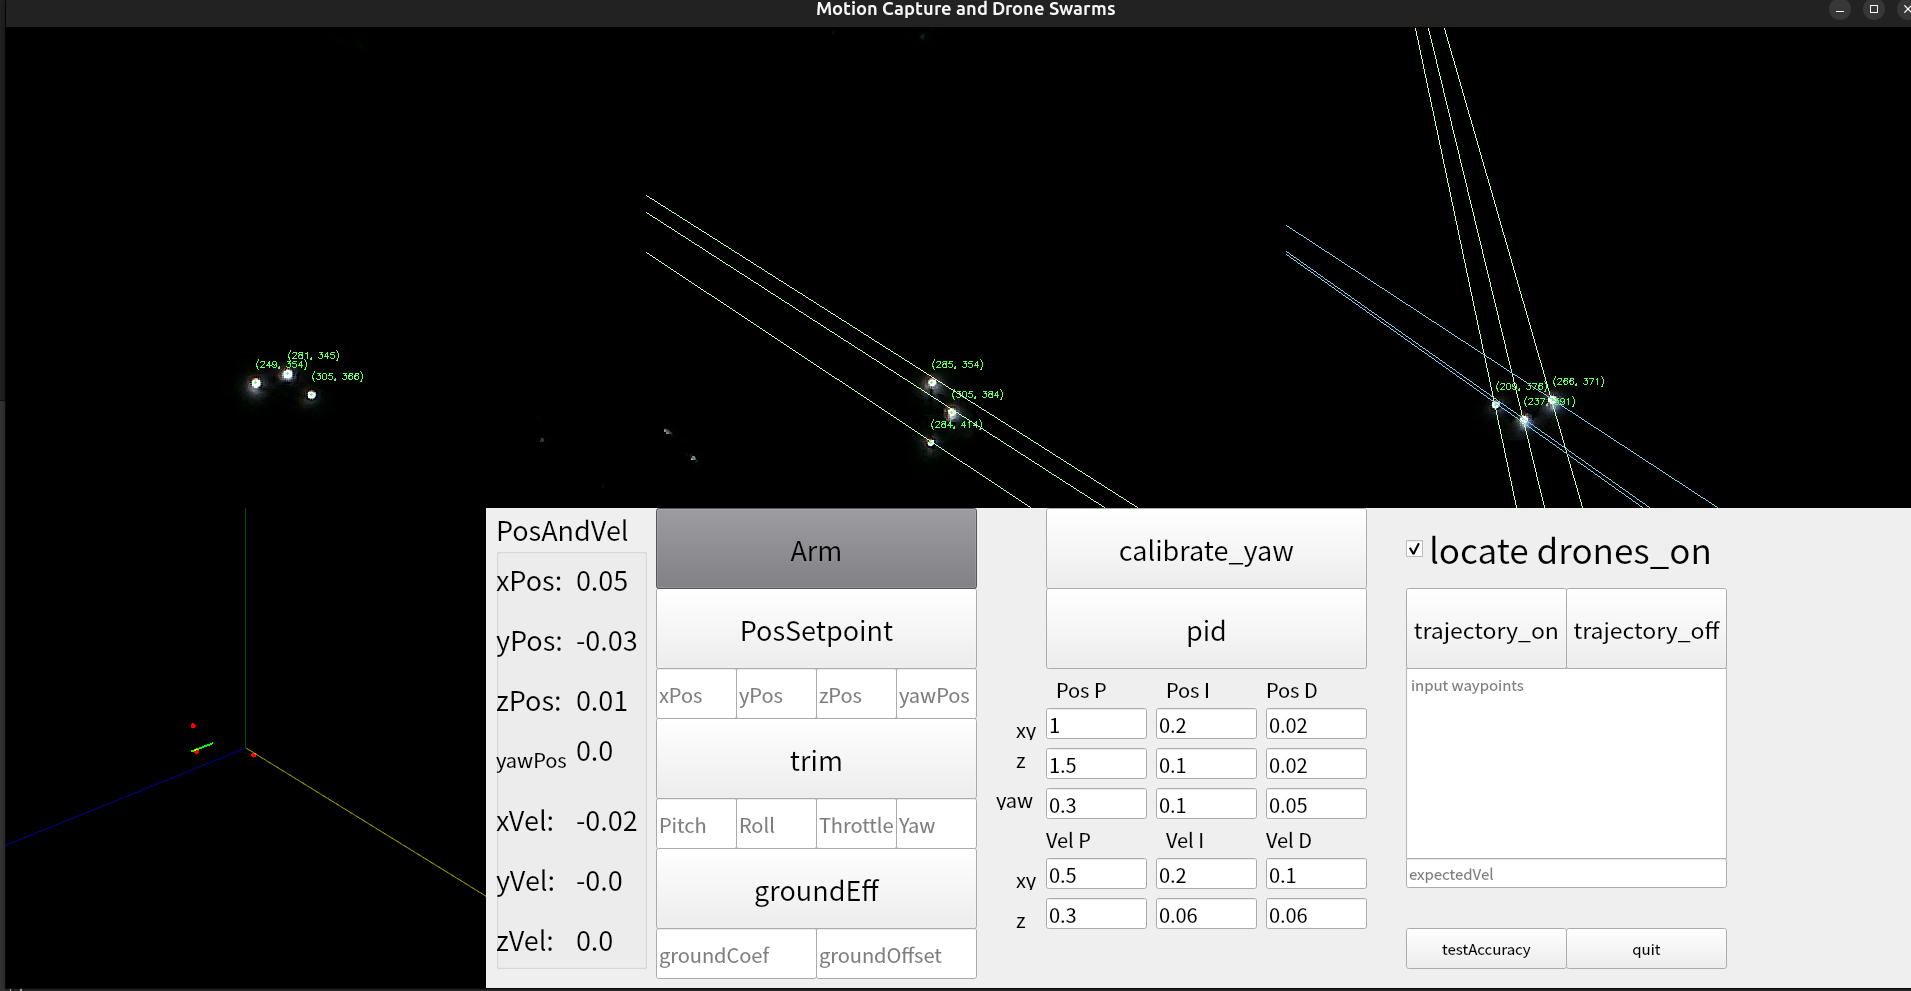 Motion Capture and Drone Swarms
(281, 345)
(249, 354)
(305, 366)
(285, 354)
(305, 384)
(284, 414)
(266, 371)
(209, 376)
(237, 391)
PosAndVel
xPos: 0.05
yPos: -0.03
zPos: 0.01
yawPos 0.0
xVel: -0.02
yVel: -0.0
zVel: 0.0
Arm
PosSetpoint
xPos yPos zPos yawPos
trim
Pitch Roll Throttle Yaw
groundEff
groundCoef groundOffset
calibrate_yaw
pid
Pos P Pos I Pos D
xy 1 0.2 0.02
z 1.5 0.1 0.02
yaw 0.3 0.1 0.05
Vel P Vel I Vel D
xy 0.5 0.2 0.1
z 0.3 0.06 0.06
locate drones_on
trajectory_on trajectory_off
input waypoints
expectedVel
testAccuracy quit